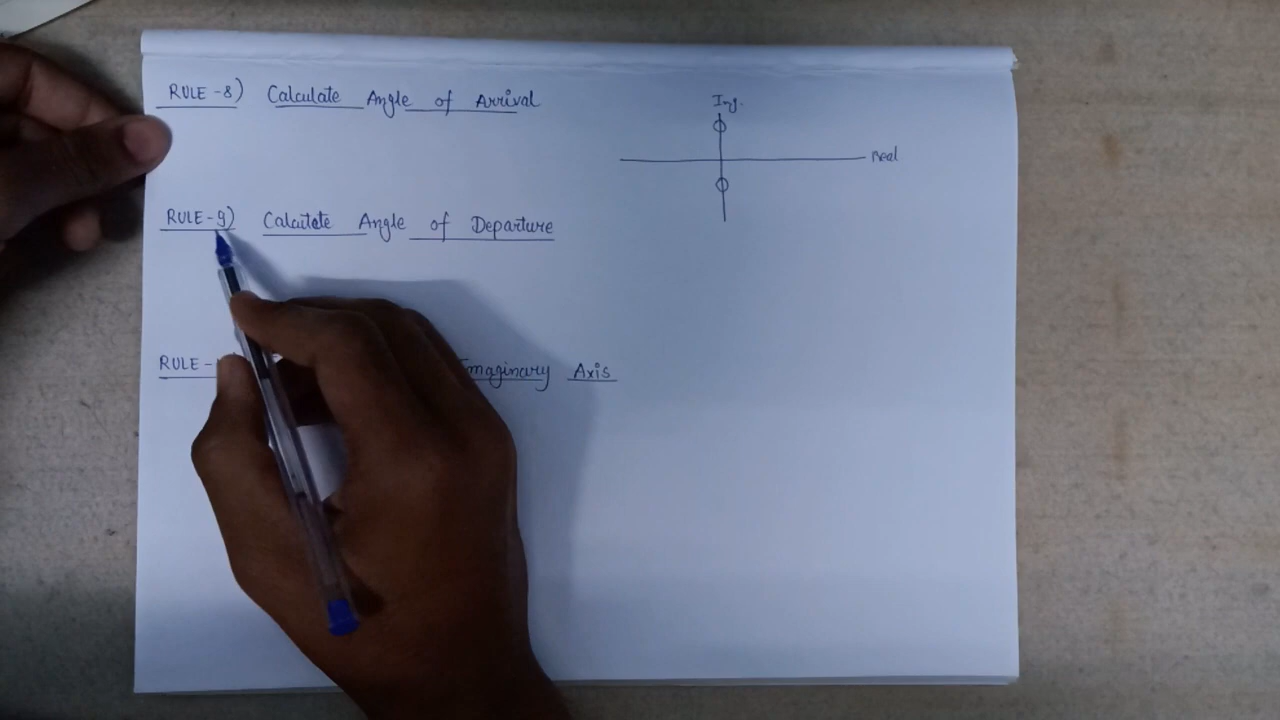 RULE -8) Calculate Angle of Arrival
Img.
Real
RULE-9) Calculate Angle of Departure
RULE- Imaginary Axis